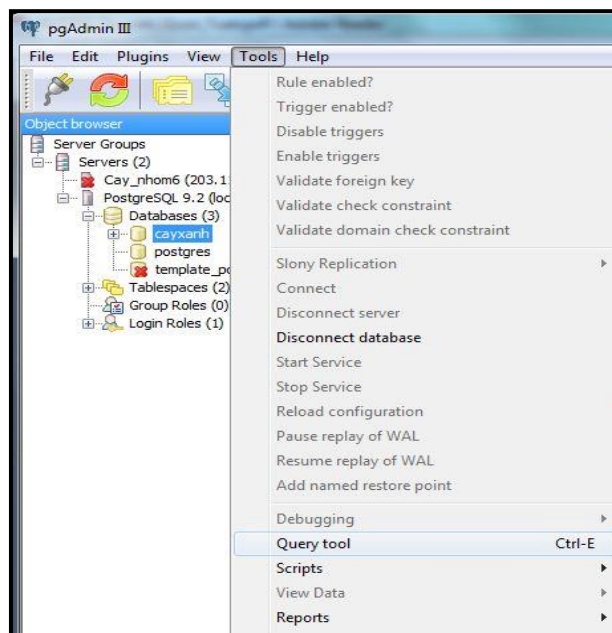 pgAdmin III
File Edit Plugins View Tools Help
Object browser
Server Groups
Servers (2)
Cay_nhom6 (203.1
PostgreSQL 9.2 (loc
Databases (3)
cayxanh
postgres
template_po
Tablespaces (2)
Group Roles (0)
Login Roles (1)
Rule enabled?
Trigger enabled?
Disable triggers
Enable triggers
Validate foreign key
Validate check constraint
Validate domain check constraint
Slony Replication
Connect
Disconnect server
Disconnect database
Start Service
Stop Service
Reload configuration
Pause replay of WAL
Resume replay of WAL
Add named restore point
Debugging
Query tool Ctrl-E
Scripts
View Data
Reports